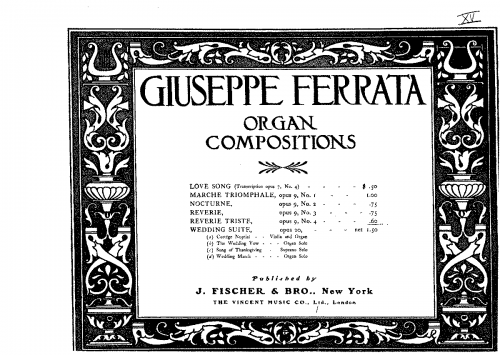 XV
GIUSEPPE FERRATA
ORGAN
COMPOSITIONS
LOVE SONG (Transcription opus 7, No. 4) - - - - $ .50
MARCHE TRIOMPHALE, opus 9, No. 1 - - - 1.00
NOCTURNE, opus 9, No. 2 - - - .75
REVERIE, opus 9, No. 3 - - - .75
REVERIE TRISTE, opus 9, No. 4 - - - .60
WEDDING SUITE, opus 20, - - - net 1.50
(a) Cortège Nuptial - - Violin and Organ
(b) The Wedding Vow - - - Organ Solo
(c) Song of Thanksgiving - - Soprano Solo
(d) Wedding March - - - - Organ Solo
Published by
J. FISCHER & BRO., New York
THE VINCENT MUSIC CO., Ltd., London